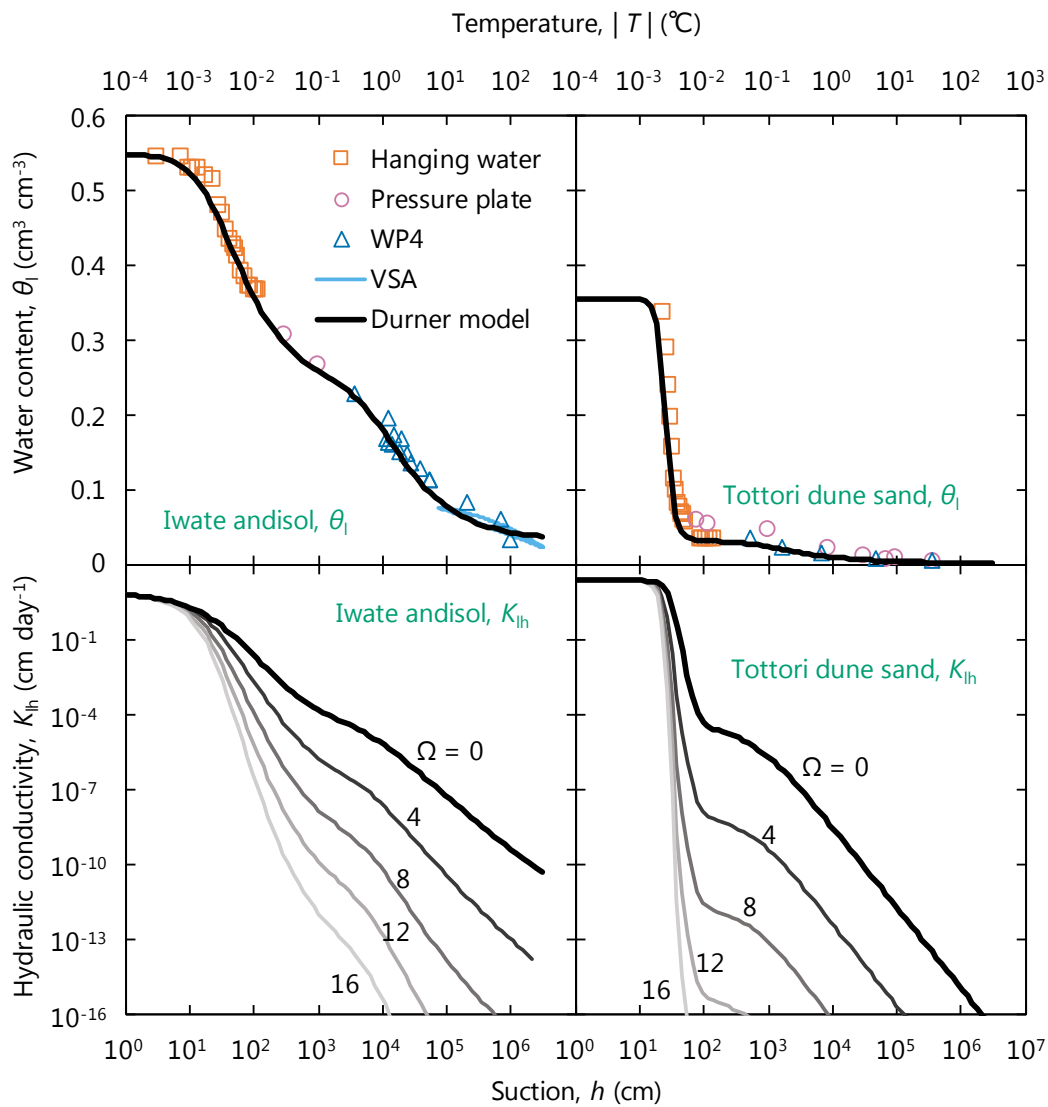 Temperature, | T | (℃)
10⁻⁴ 10⁻³ 10⁻² 10⁻¹ 10⁰ 10¹ 10² 10⁻⁴ 10⁻³ 10⁻² 10⁻¹ 10⁰ 10¹ 10² 10³
Water content, θₗ (cm³ cm⁻³)
0.6
0.5
0.4
0.3
0.2
0.1
0
Hanging water
Pressure plate
WP4
VSA
Durner model
Iwate andisol, θₗ
Tottori dune sand, θₗ
Hydraulic conductivity, Kₗₕ (cm day⁻¹)
10⁻¹
10⁻⁴
10⁻⁷
10⁻¹⁰
10⁻¹³
10⁻¹⁶
Iwate andisol, Kₗₕ
Ω = 0
4
8
12
16
Tottori dune sand, Kₗₕ
Ω = 0
4
8
12
16
10⁰ 10¹ 10² 10³ 10⁴ 10⁵ 10⁶ 10⁰ 10¹ 10² 10³ 10⁴ 10⁵ 10⁶ 10⁷
Suction, h (cm)